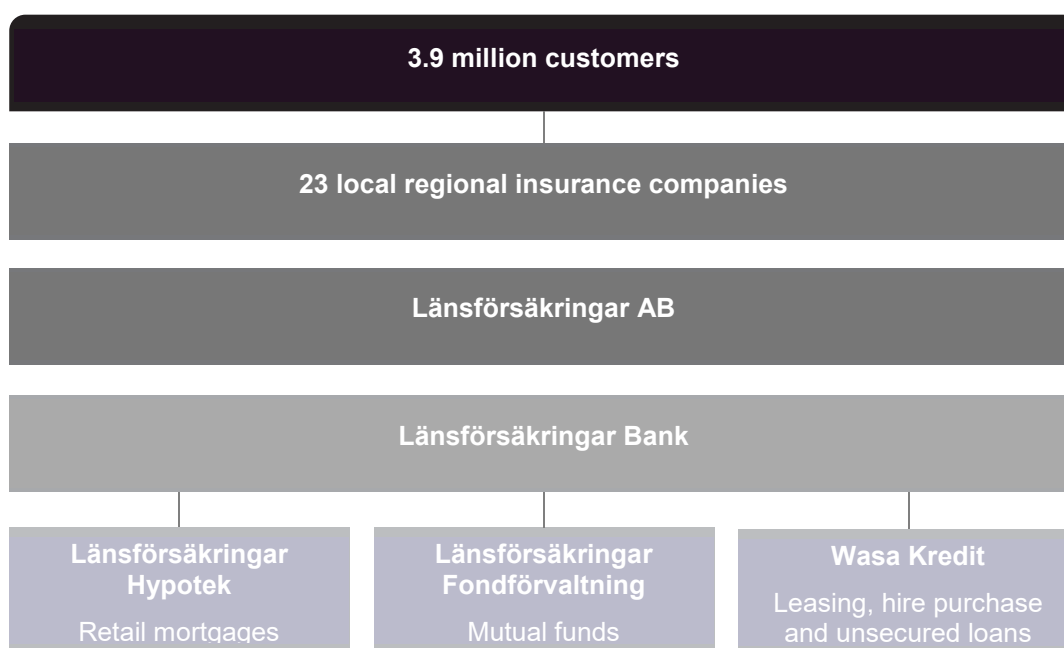 3.9 million customers
23 local regional insurance companies
Länsförsäkringar AB
Länsförsäkringar Bank
Länsförsäkringar
Hypotek
Retail mortgages
Länsförsäkringar
Fondförvaltning
Mutual funds
Wasa Kredit
Leasing, hire purchase
and unsecured loans